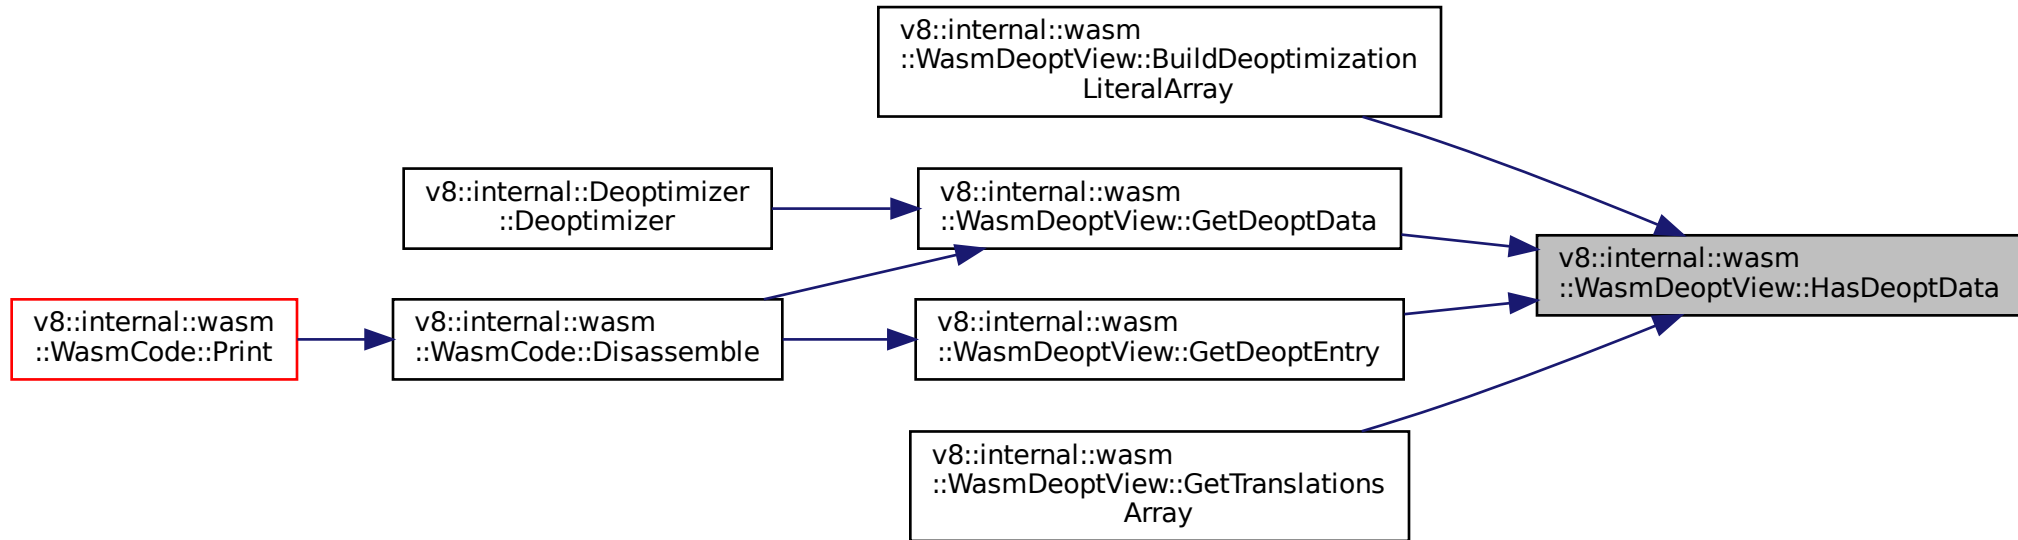 v8::internal::wasm
::WasmDeoptView::BuildDeoptimization
LiteralArray
v8::internal::Deoptimizer
::Deoptimizer
v8::internal::wasm
::WasmDeoptView::GetDeoptData
v8::internal::wasm
::WasmDeoptView::HasDeoptData
v8::internal::wasm
::WasmCode::Print
v8::internal::wasm
::WasmCode::Disassemble
v8::internal::wasm
::WasmDeoptView::GetDeoptEntry
v8::internal::wasm
::WasmDeoptView::GetTranslations
Array